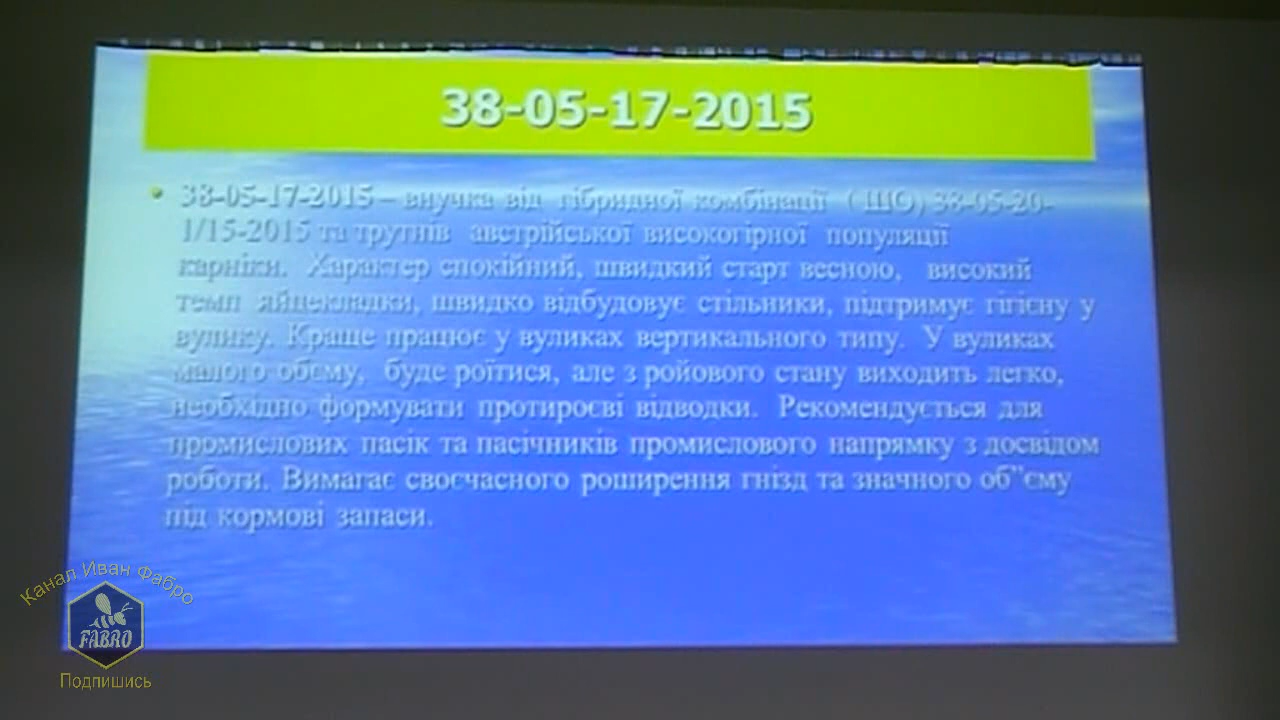 38-05-17-2015
• 38-05-17-2015 – внучка від гібридної комбінації ( ШО) 38-05-20-
1/15-2015 та трутнів австрійської високогірної популяції
карніки. Характер спокійний, швидкий старт весною, високий
темп яйцекладки, швидко відбудовує стільники, підтримує гігієну у
вулику. Краще працює у вуликах вертикального типу. У вуликах
малого обєму, буде роїтися, але з ройового стану виходить легко,
необхідно формувати протироєві відводки. Рекомендується для
промислових пасік та пасічників промислового напрямку з досвідом
роботи. Вимагає своєчасного роширення гнізд та значного об"єму
під кормові запаси.
Канал Иван Фабро
FABRO
Подпишись